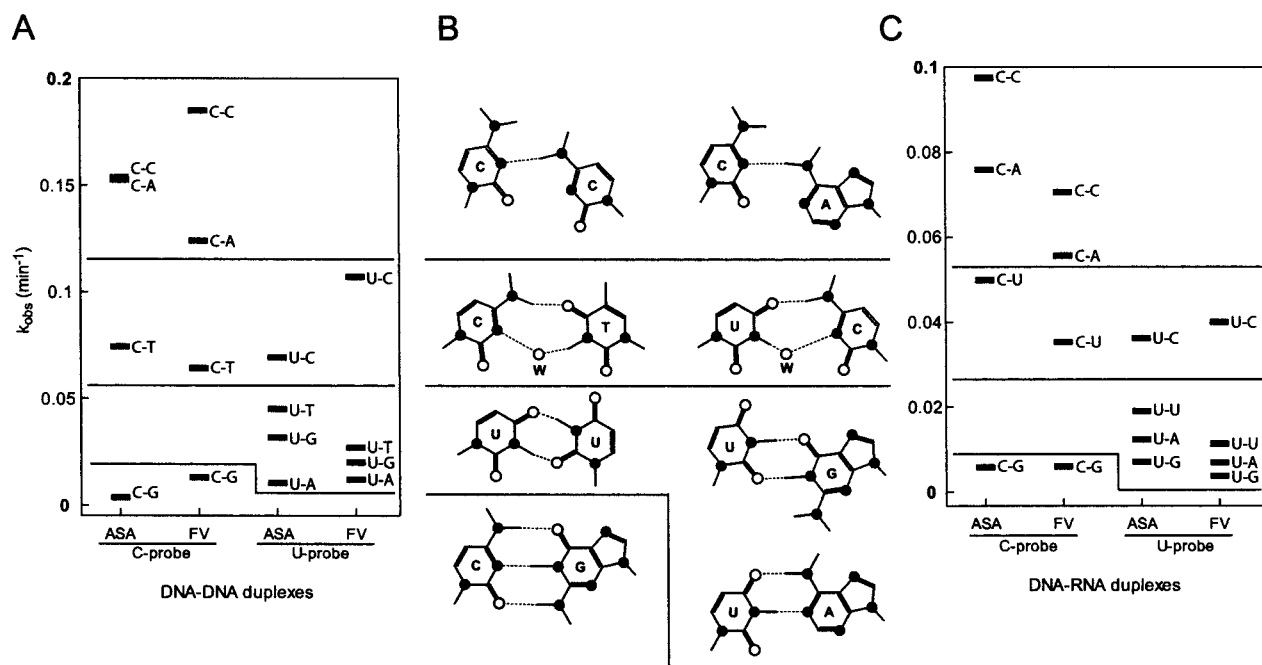 A
B
C
0.2
0.15
0.1
0.05
0
k_obs (min⁻¹)
C-C
C-C
C-A
C-A
U-C
C-T
C-T
U-C
U-T
U-G
U-T
U-G
U-A
U-A
C-G
C-G
ASA FV ASA FV
C-probe U-probe
DNA-DNA duplexes
C C
C A
C T
W
U C
W
U U
U G
C G
U A
0.1
0.08
0.06
0.04
0.02
0
C-C
C-A
C-C
C-A
C-U
C-U
U-C
U-C
U-U
U-A
U-G
U-U
U-A
U-G
C-G
C-G
ASA FV ASA FV
C-probe U-probe
DNA-RNA duplexes